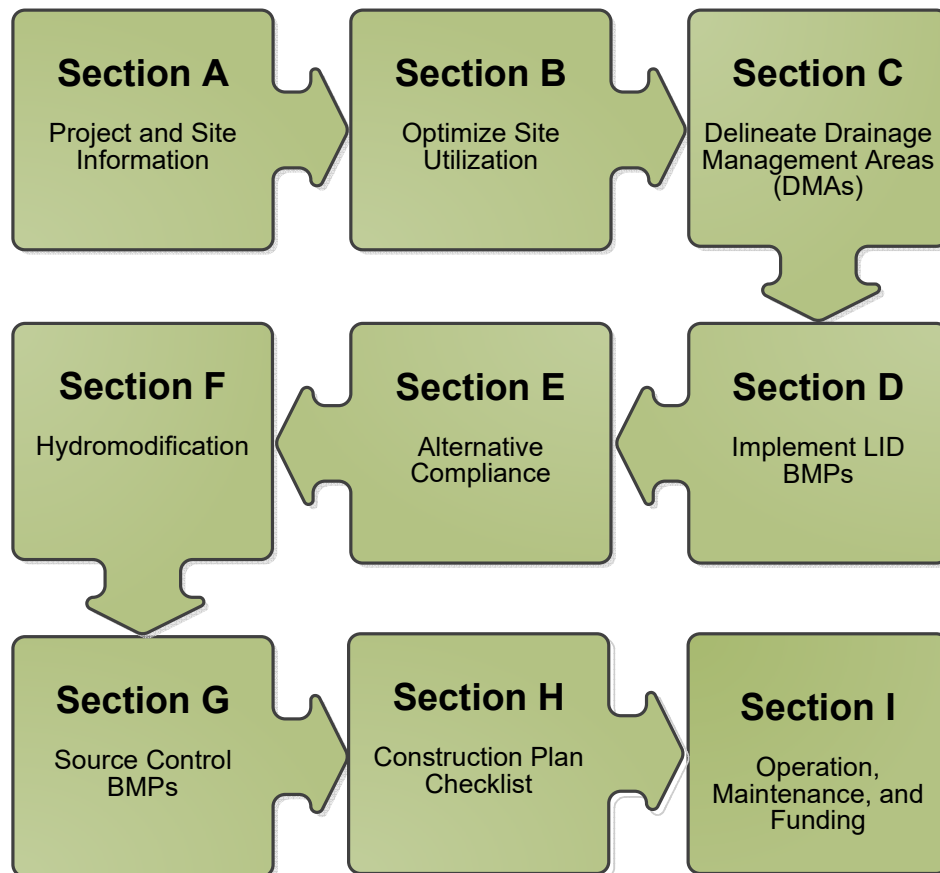 Section A
Project and Site
Information
Section B
Optimize Site
Utilization
Section C
Delineate Drainage
Management Areas
(DMAs)
Section D
Implement LID
BMPs
Section E
Alternative
Compliance
Section F
Hydromodification
Section G
Source Control
BMPs
Section H
Construction Plan
Checklist
Section I
Operation,
Maintenance, and
Funding